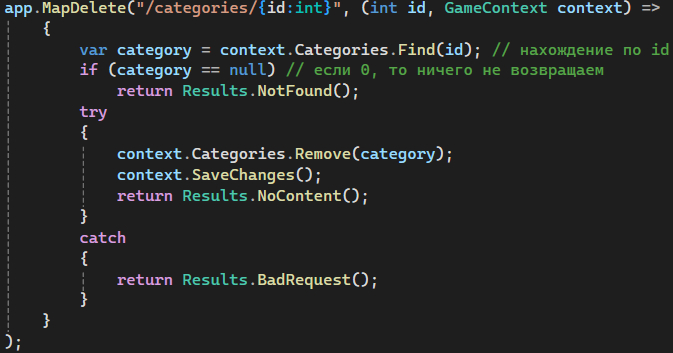 app.MapDelete("/categories/{id:int}", (int id, GameContext context) =>
{
var category = context.Categories.Find(id); // нахождение по id
if (category == null) // если 0, то ничего не возвращаем
return Results.NotFound();
try
{
context.Categories.Remove(category);
context.SaveChanges();
return Results.NoContent();
}
catch
{
return Results.BadRequest();
}
}
);